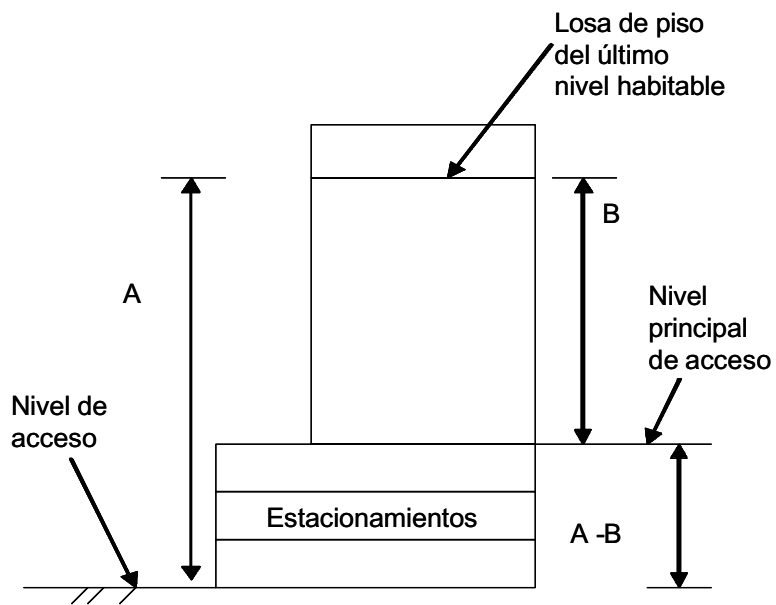 Losa de piso
del último
nivel habitable
B
A
Nivel
principal
de acceso
Nivel de
acceso
Estacionamientos
A -B